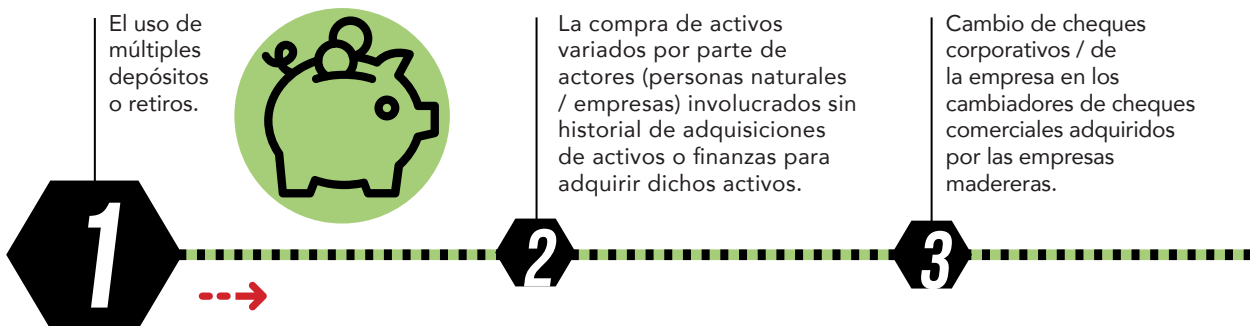 El uso de
múltiples
depósitos
o retiros.
1
La compra de activos
variados por parte de
actores (personas naturales
/ empresas) involucrados sin
historial de adquisiciones
de activos o finanzas para
adquirir dichos activos.
2
Cambio de cheques
corporativos / de
la empresa en los
cambiadores de cheques
comerciales adquiridos
por las empresas
madereras.
3